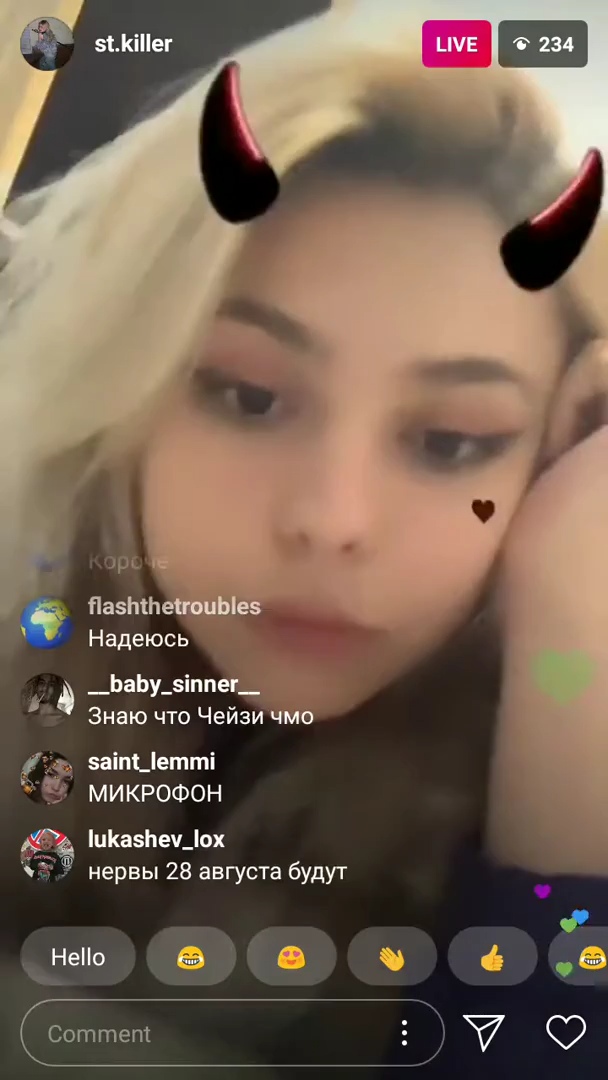 st.killer
LIVE
234
Короче
flashthetroubles
Надеюсь
__baby_sinner__
Знаю что Чейзи чмо
saint_lemmi
МИКРОФОН
lukashev_lox
нервы 28 августа будут
Hello 😂 😍 👋 👍 😂
Comment